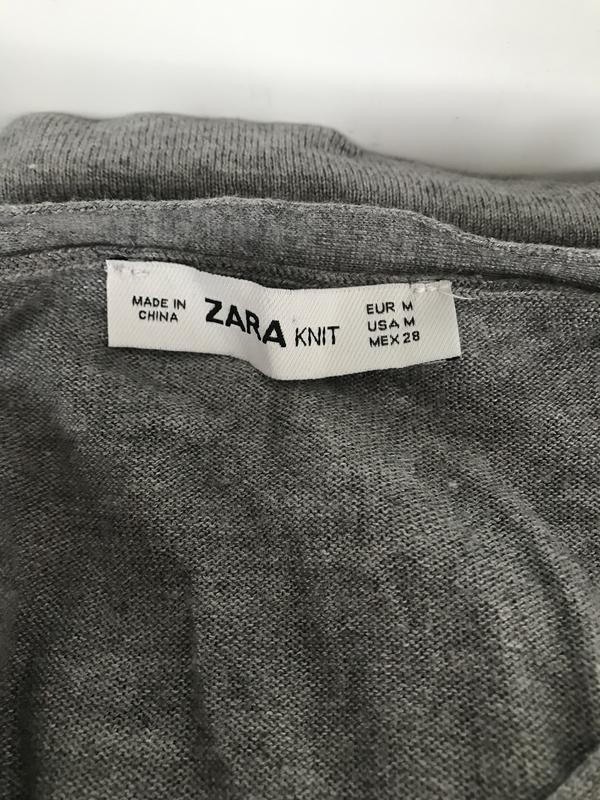 MADE IN
CHINA
ZARA KNIT
EUR M
USA M
MEX 28